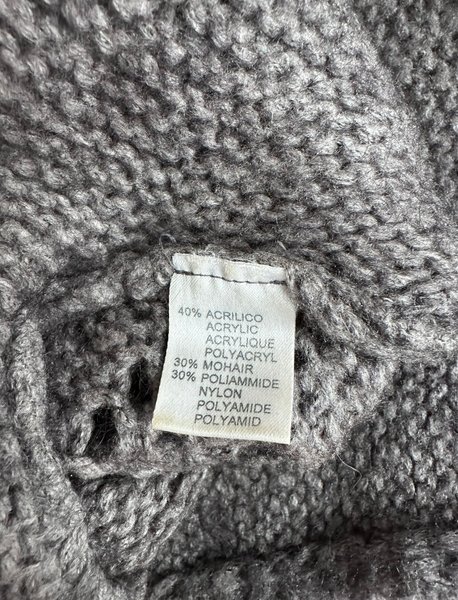 40% ACRILICO
ACRYLIC
ACRYLIQUE
POLYACRYL
30% MOHAIR
30% POLIAMMIDE
NYLON
POLYAMIDE
POLYAMID